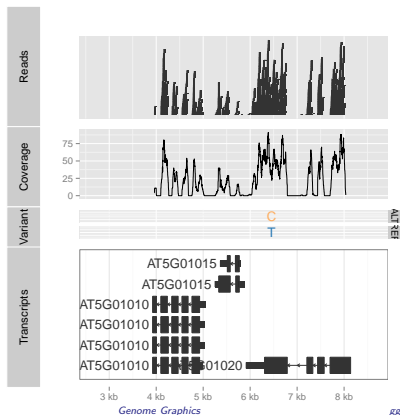 Reads
Coverage
75
50
25
0
Variant
C
T
ALT
REF
Transcripts
AT5G01015
AT5G01015
AT5G01010
AT5G01010
AT5G01010
AT5G01010
01020
3 kb
4 kb
5 kb
6 kb
7 kb
8 kb
Genome Graphics
gg